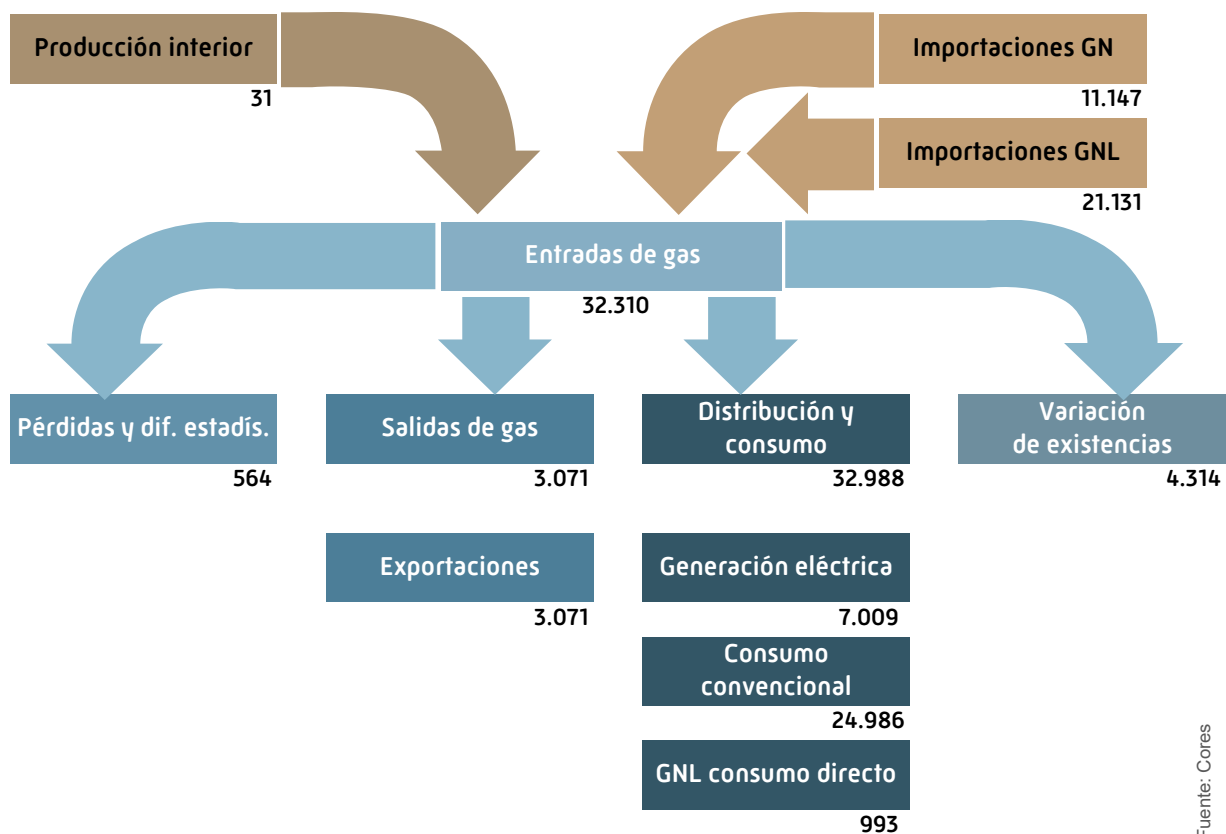 Producción interior
31
Importaciones GN
11.147
Importaciones GNL
21.131
Entradas de gas
32.310
Pérdidas y dif. estadís.
564
Salidas de gas
3.071
Distribución y
consumo
32.988
Variación
de existencias
4.314
Exportaciones
3.071
Generación eléctrica
7.009
Consumo
convencional
24.986
GNL consumo directo
993
Fuente: Cores